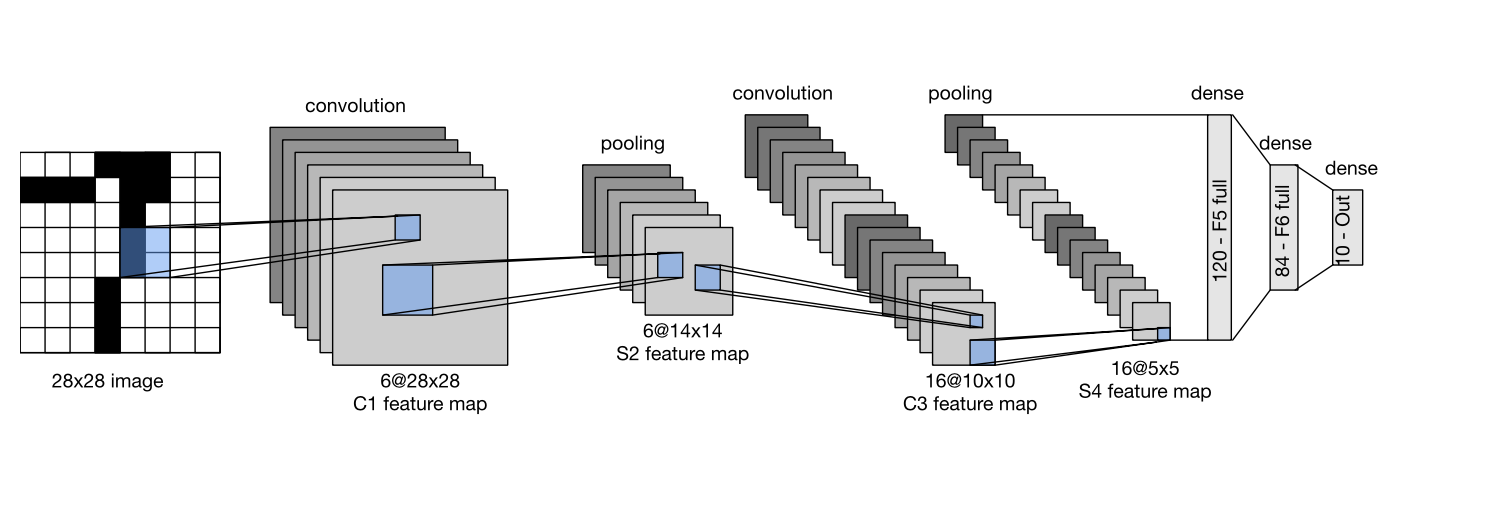 convolution
pooling
convolution
pooling
dense
dense
dense
28x28 image
6@28x28
C1 feature map
6@14x14
S2 feature map
16@10x10
C3 feature map
16@5x5
S4 feature map
120 - F5 full
84 - F6 full
10 - Out